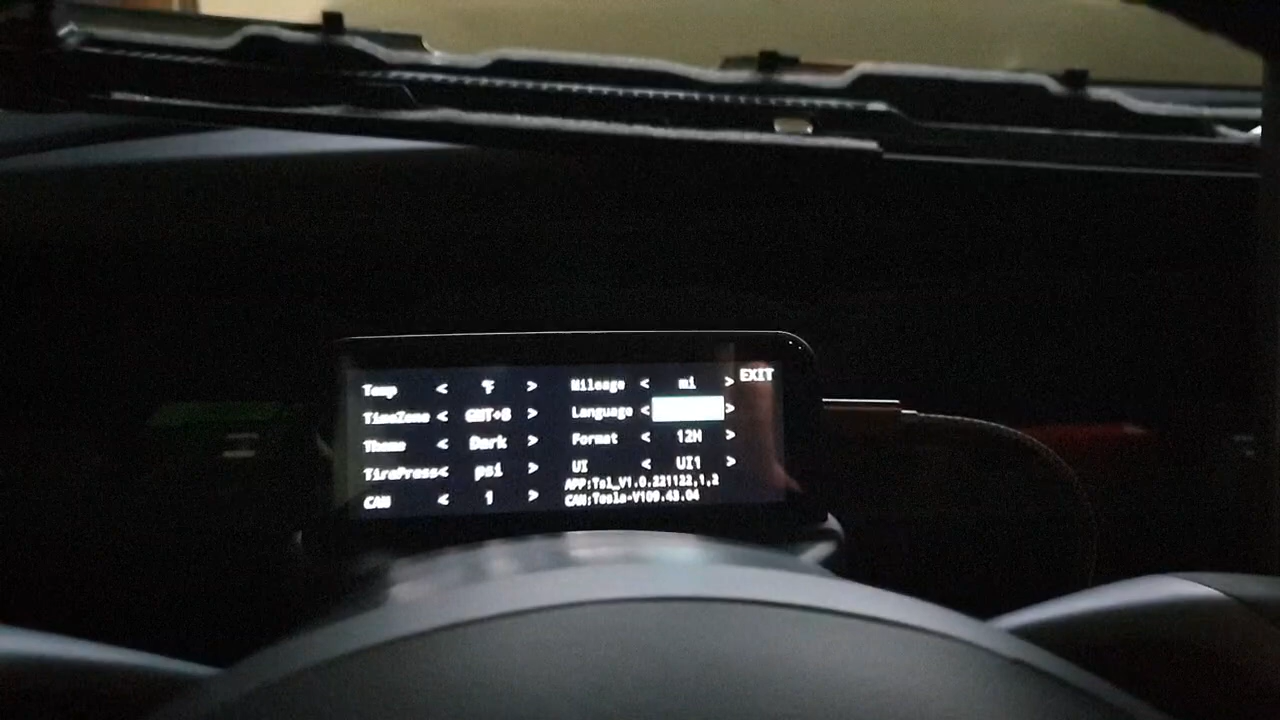 Temp < °F > Mileage < mi > EXIT
TimeZone < GMT+8 > Language < >
Theme < Dark > Format < 12H >
TirePress< psi > UI < UI1 >
CAN < 1 > APP:Tsl_V1.0.221122,1,2
CAN:Tesla-V109.43.04